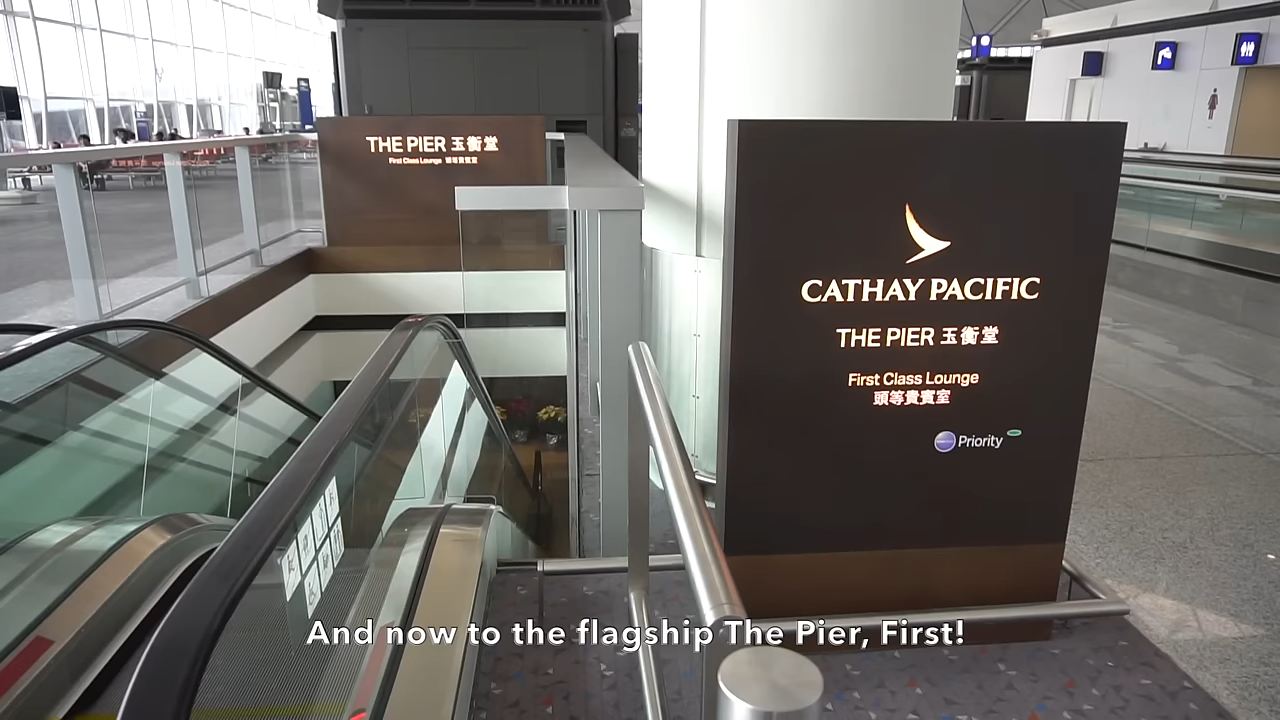 THE PIER 玉衡堂
First Class Lounge 頭等貴賓室
CATHAY PACIFIC
THE PIER 玉衡堂
First Class Lounge
頭等貴賓室
Priority
And now to the flagship The Pier, First!